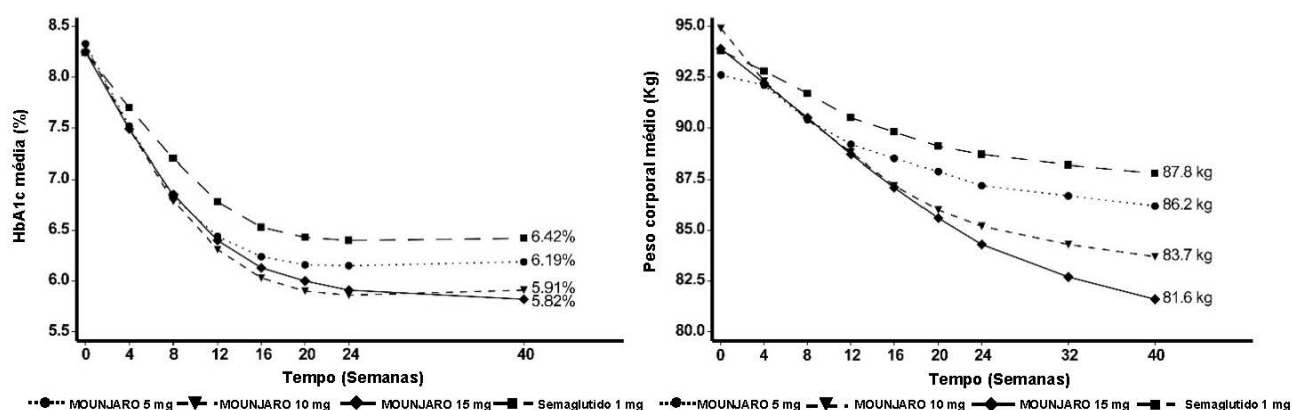 HbA1c média (%)
8.5
8.0
7.5
7.0
6.5
6.0
5.5
6.42%
6.19%
5.91%
5.82%
0 4 8 12 16 20 24 40
Tempo (Semanas)
MOUNJARO 5 mg MOUNJARO 10 mg MOUNJARO 15 mg Semaglutido 1 mg
Peso corporal médio (Kg)
95.0
92.5
90.0
87.5
85.0
82.5
80.0
87.8 kg
86.2 kg
83.7 kg
81.6 kg
0 4 8 12 16 20 24 32 40
Tempo (Semanas)
MOUNJARO 5 mg MOUNJARO 10 mg MOUNJARO 15 mg Semaglutido 1 mg